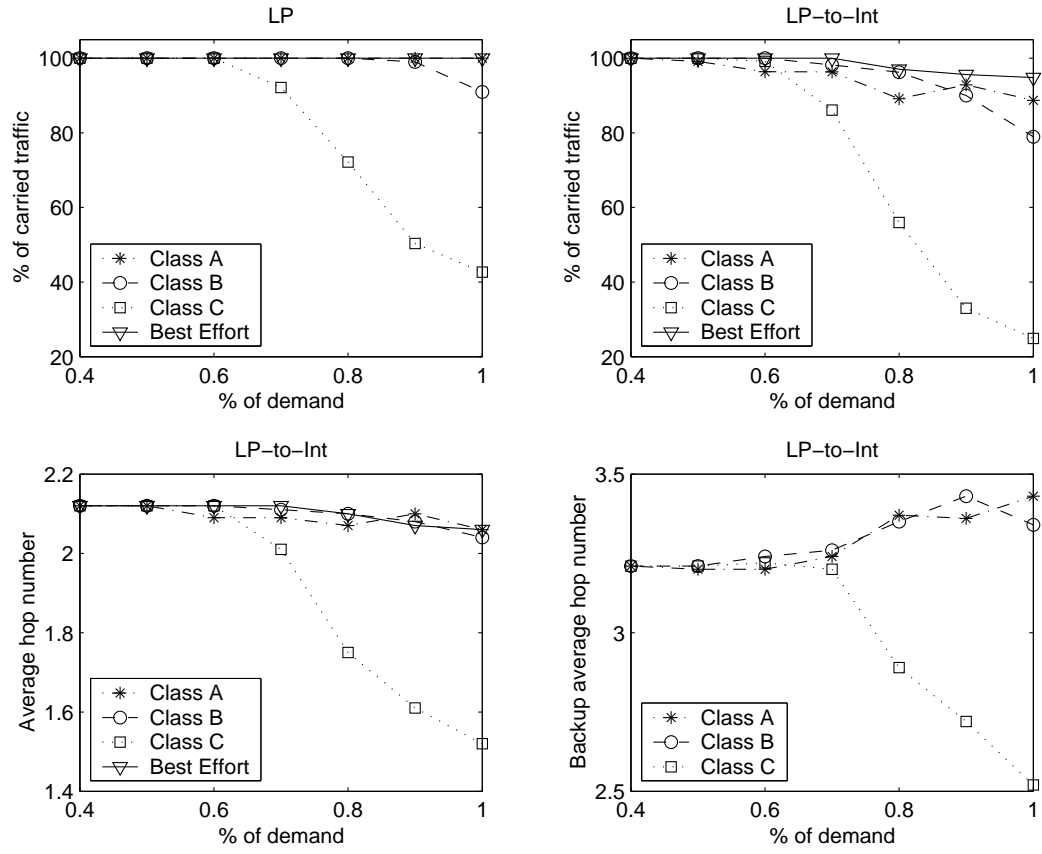 LP
% of carried traffic
100
80
60
40
20
Class A
Class B
Class C
Best Effort
0.4
0.6
0.8
1
% of demand
LP-to-Int
% of carried traffic
100
80
60
40
20
Class A
Class B
Class C
Best Effort
0.4
0.6
0.8
1
% of demand
LP-to-Int
Average hop number
2.2
2
1.8
1.6
1.4
Class A
Class B
Class C
Best Effort
0.4
0.6
0.8
1
% of demand
LP-to-Int
Backup average hop number
3.5
3
2.5
Class A
Class B
Class C
0.4
0.6
0.8
1
% of demand